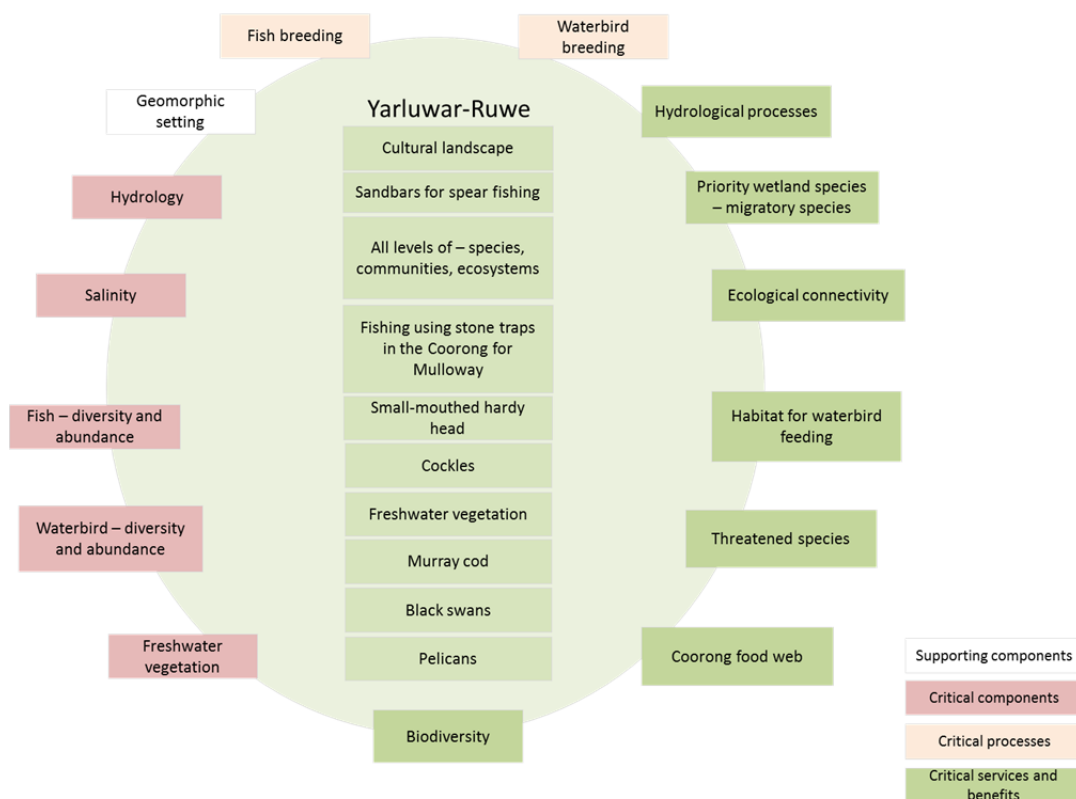 Fish breeding
Waterbird
breeding
Geomorphic
setting
Yarluwar-Ruwe
Hydrological processes
Cultural landscape
Hydrology
Sandbars for spear fishing
Priority wetland species
– migratory species
All levels of – species,
communities, ecosystems
Salinity
Ecological connectivity
Fishing using stone traps
in the Coorong for
Mulloway
Fish – diversity and
abundance
Small-mouthed hardy
head
Habitat for waterbird
feeding
Cockles
Waterbird – diversity
and abundance
Freshwater vegetation
Threatened species
Murray cod
Black swans
Freshwater
vegetation
Pelicans
Coorong food web
Biodiversity
Supporting components
Critical components
Critical processes
Critical services and
benefits